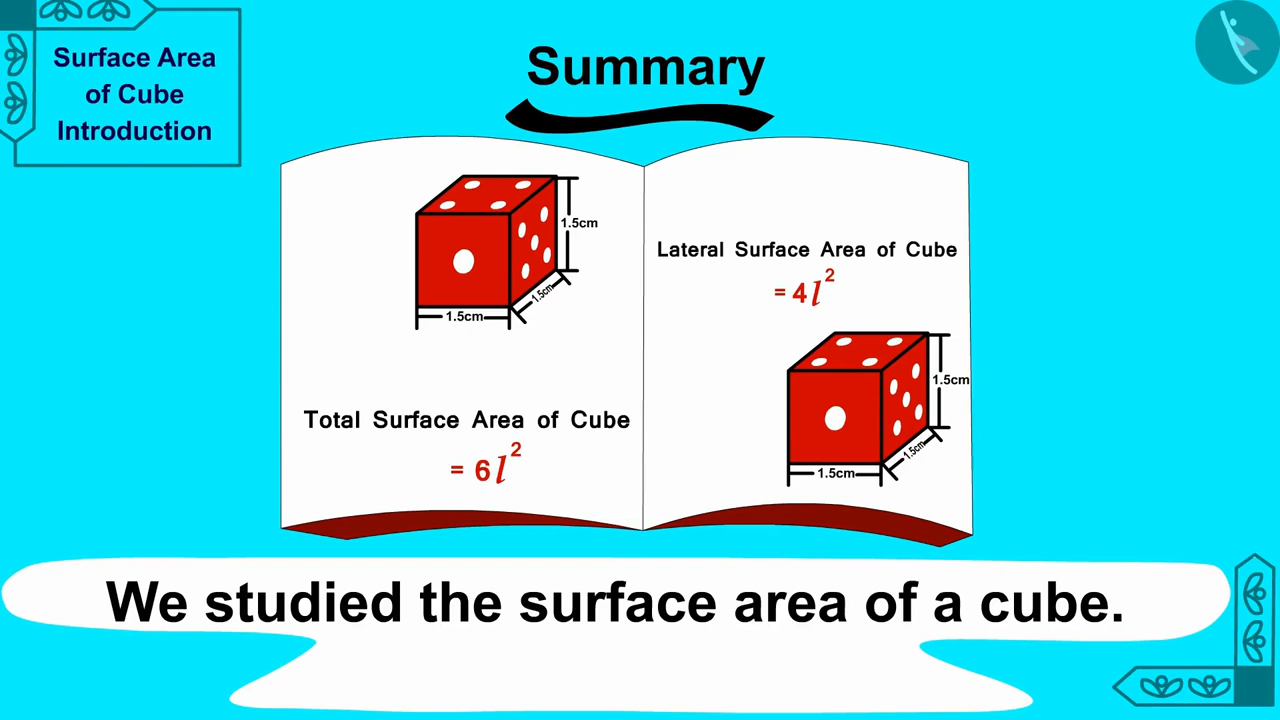 Surface Area
of Cube
Introduction
Summary
1.5cm
1.5cm
1.5cm
Total Surface Area of Cube
= 6l²
Lateral Surface Area of Cube
= 4l²
1.5cm
1.5cm
1.5cm
We studied the surface area of a cube.